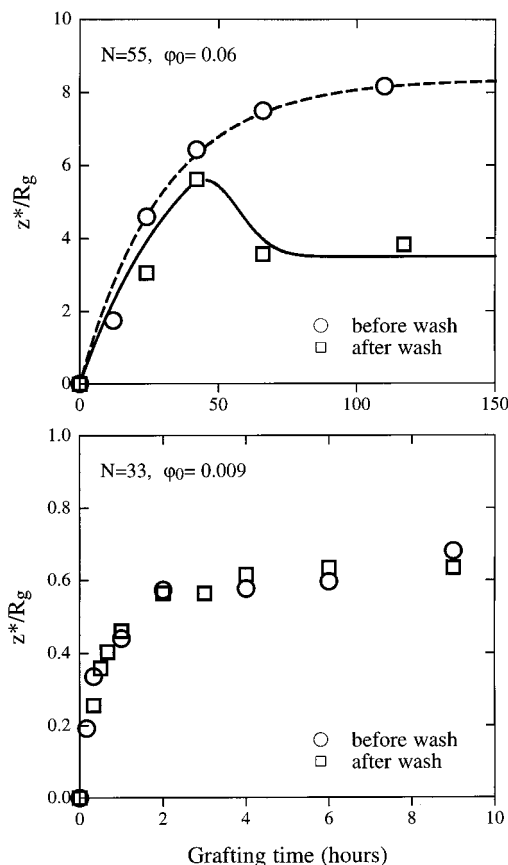 10
N=55, φ0= 0.06
8
6
z*/Rg
4
2
○ before wash
□ after wash
0
0 50 100 150
1.0
N=33, φ0= 0.009
0.8
0.6
z*/Rg
0.4
0.2
○ before wash
□ after wash
0.0
0 2 4 6 8 10
Grafting time (hours)